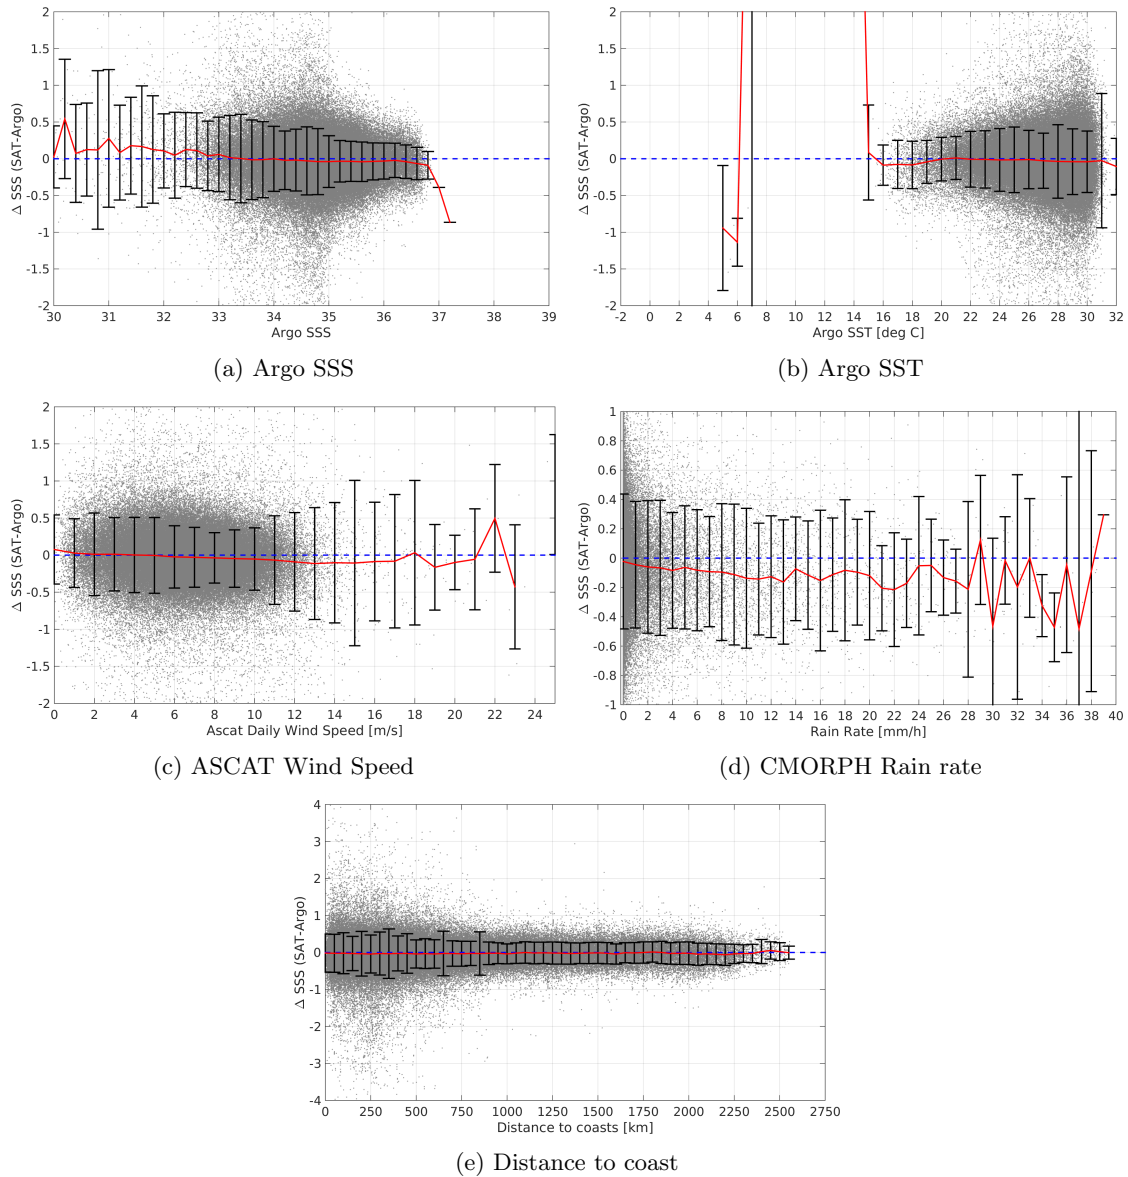 2
1.5
1
0.5
0
-0.5
-1
-1.5
-2
Δ SSS (SAT-Argo)
30 31 32 33 34 35 36 37 38 39
Argo SSS
(a) Argo SSS
2
1.5
1
0.5
0
-0.5
-1
-1.5
-2
Δ SSS (SAT-Argo)
-2 0 2 4 6 8 10 12 14 16 18 20 22 24 26 28 30 32
Argo SST [deg C]
(b) Argo SST
2
1.5
1
0.5
0
-0.5
-1
-1.5
-2
Δ SSS (SAT-Argo)
0 2 4 6 8 10 12 14 16 18 20 22 24
Ascat Daily Wind Speed [m/s]
(c) ASCAT Wind Speed
1
0.8
0.6
0.4
0.2
0
-0.2
-0.4
-0.6
-0.8
-1
Δ SSS (SAT-Argo)
0 2 4 6 8 10 12 14 16 18 20 22 24 26 28 30 32 34 36 38 40
Rain Rate [mm/h]
(d) CMORPH Rain rate
4
3
2
1
0
-1
-2
-3
-4
Δ SSS (SAT-Argo)
0 250 500 750 1000 1250 1500 1750 2000 2250 2500 2750
Distance to coasts [km]
(e) Distance to coast